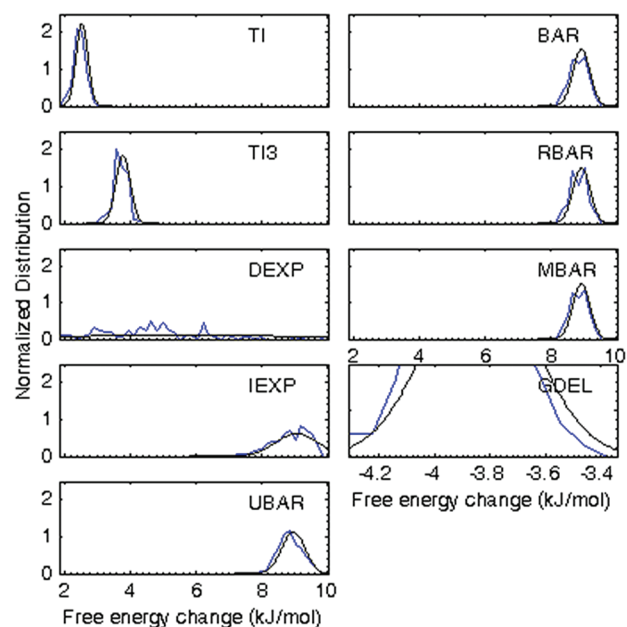 TI
2
1
0
BAR
TI3
2
1
0
RBAR
Normalized Distribution
DEXP
2
1
0
MBAR
2 4 6 8 10
IEXP
2
1
0
GDEL
-4.2 -4 -3.8 -3.6 -3.4
Free energy change (kJ/mol)
UBAR
2
1
0
2 4 6 8 10
Free energy change (kJ/mol)